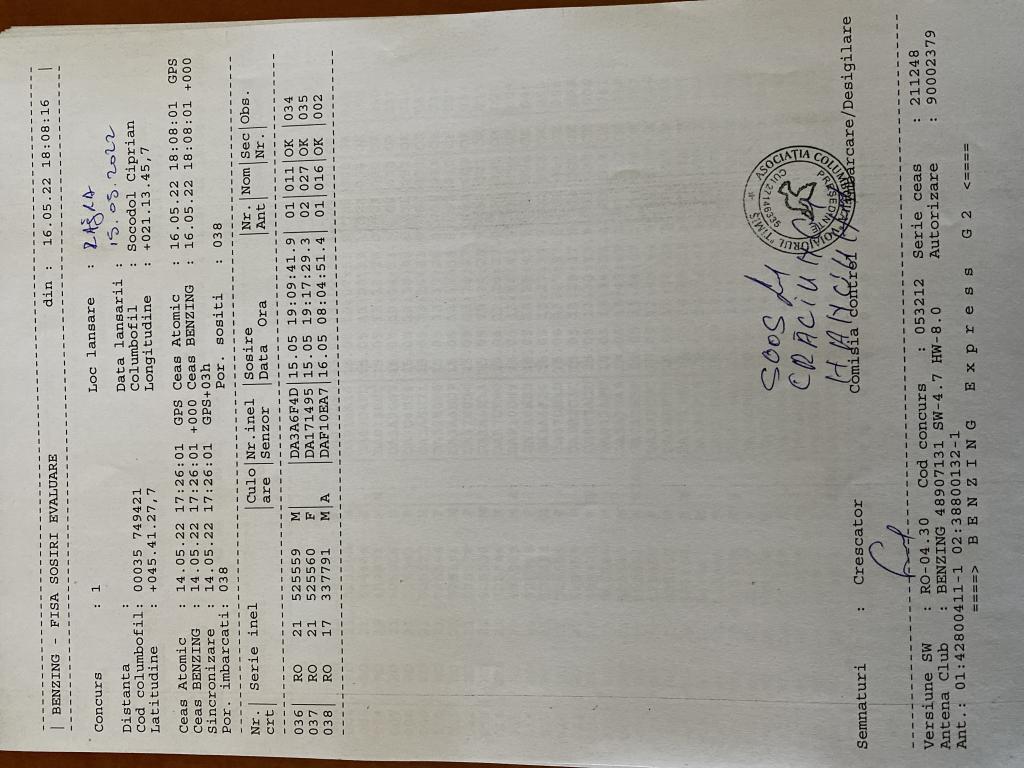 | BENZING - FISA SOSIRI EVALUARE din : 16.05.22 18:08:16 |
Concurs : 1 Loc lansare : ZAGRA
Distanta : Data lansarii : 15.05.2022
Cod columbofil: 00035 749421 Columbofil : Socodol Ciprian
Latitudine : +045.41.27,7 Longitudine : +021.13.45,7
Ceas Atomic : 14.05.22 17:26:01 GPS Ceas Atomic : 16.05.22 18:08:01 GPS
Ceas BENZING : 14.05.22 17:26:01 +000 Ceas BENZING : 16.05.22 18:08:01 +000
Sincronizare : 14.05.22 17:26:01 GPS+03h
Por. imbarcati: 038 Por. sositi : 038
Nr. | Serie inel |Culo|Nr.inel |Sosire |Nr |Nom|Sec|Obs.
crt |are |Senzor |Data Ora |Ant | |Nr |
036 RO 21 525559 M |DA3A6F4D|15.05 19:09:41.9|01|011|OK |034
037 RO 21 525560 F |DA171495|15.05 19:17:29.3|02|027|OK |035
038| RO 17 337791 M|A |DAF10EA7|16.05 08:04:51.4|01|016|OK |002
SOOS
CRĂCIUN
HANCIU
ASOCIAȚIA
VOIAJORUL "TIMIȘ"
PREȘEDINTE
Semnaturi : Crescator Comisia control Imbarcare/Desigilare
Versiune SW : RO-04.30 Cod concurs : 053212 Serie ceas : 211248
Antena Club : BENZING 48907131 SW-4.7 HW-8.0 Autorizare : 90002379
Ant.: 01:42800411-1 02:38800132-1
====> B E N Z I N G E x p r e s s G 2 <====